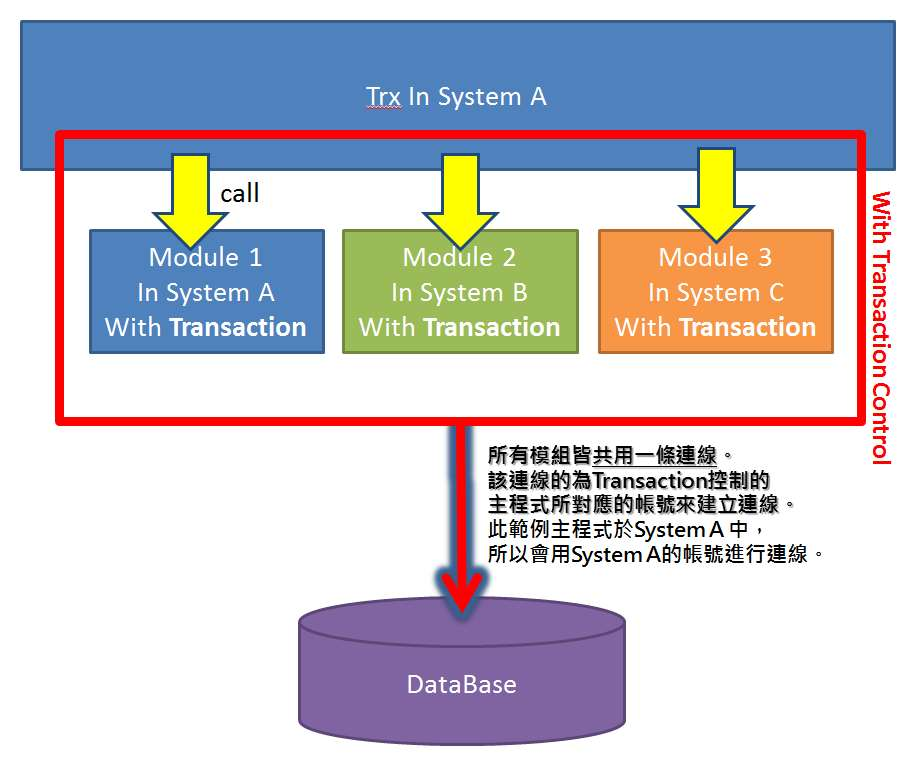 Trx In System A
call
Module 1
In System A
With Transaction
Module 2
In System B
With Transaction
Module 3
In System C
With Transaction
With Transaction Control
所有模組皆共用一條連線。
該連線的為Transaction控制的
主程式所對應的帳號來建立連線。
此範例主程式於System A 中，
所以會用System A的帳號進行連線。
DataBase